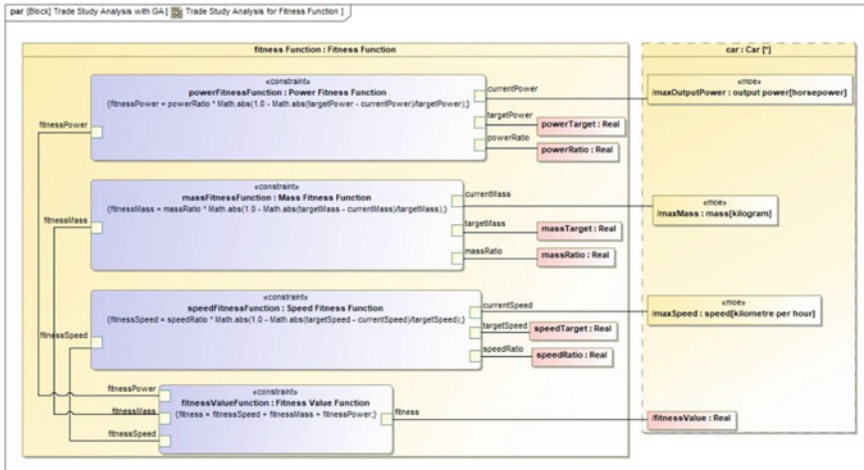 par [Block] Trade Study Analysis with GA [ Trade Study Analysis for Fitness Function ]
fitness Function : Fitness Function
car : Car [*]
«constraint»
powerFitnessFunction : Power Fitness Function
{fitnessPower = powerRatio * Math.abs(1.0 - Math.abs(targetPower - currentPower)/targetPower);}
currentPower
targetPower
powerRatio
powerTarget : Real
powerRatio : Real
«moe»
/maxOutputPower : output power[horsepower]
fitnessPower
«constraint»
massFitnessFunction : Mass Fitness Function
{fitnessMass = massRatio * Math.abs(1.0 - Math.abs(targetMass - currentMass)/targetMass);}
currentMass
targetMass
massRatio
massTarget : Real
massRatio : Real
«moe»
/maxMass : mass[kilogram]
fitnessMass
«constraint»
speedFitnessFunction : Speed Fitness Function
{fitnessSpeed = speedRatio * Math.abs(1.0 - Math.abs(targetSpeed - currentSpeed)/targetSpeed);}
currentSpeed
targetSpeed
speedRatio
speedTarget : Real
speedRatio : Real
«moe»
/maxSpeed : speed[kilometre per hour]
fitnessSpeed
fitnessPower
fitnessMass
fitnessSpeed
«constraint»
fitnessValueFunction : Fitness Value Function
{fitness = fitnessSpeed + fitnessMass + fitnessPower;}
fitness
/fitnessValue : Real